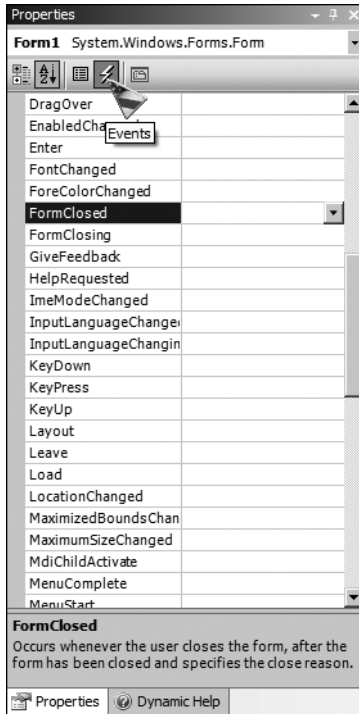 Properties
Form1 System.Windows.Forms.Form
DragOver
EnabledCha
Events
Enter
FontChanged
ForeColorChanged
FormClosed
FormClosing
GiveFeedback
HelpRequested
ImeModeChanged
InputLanguageChange
InputLanguageChangin
KeyDown
KeyPress
KeyUp
Layout
Leave
Load
LocationChanged
MaximizedBoundsChan
MaximumSizeChanged
MdiChildActivate
MenuComplete
MenuStart
FormClosed
Occurs whenever the user closes the form, after the
form has been closed and specifies the close reason.
Properties Dynamic Help